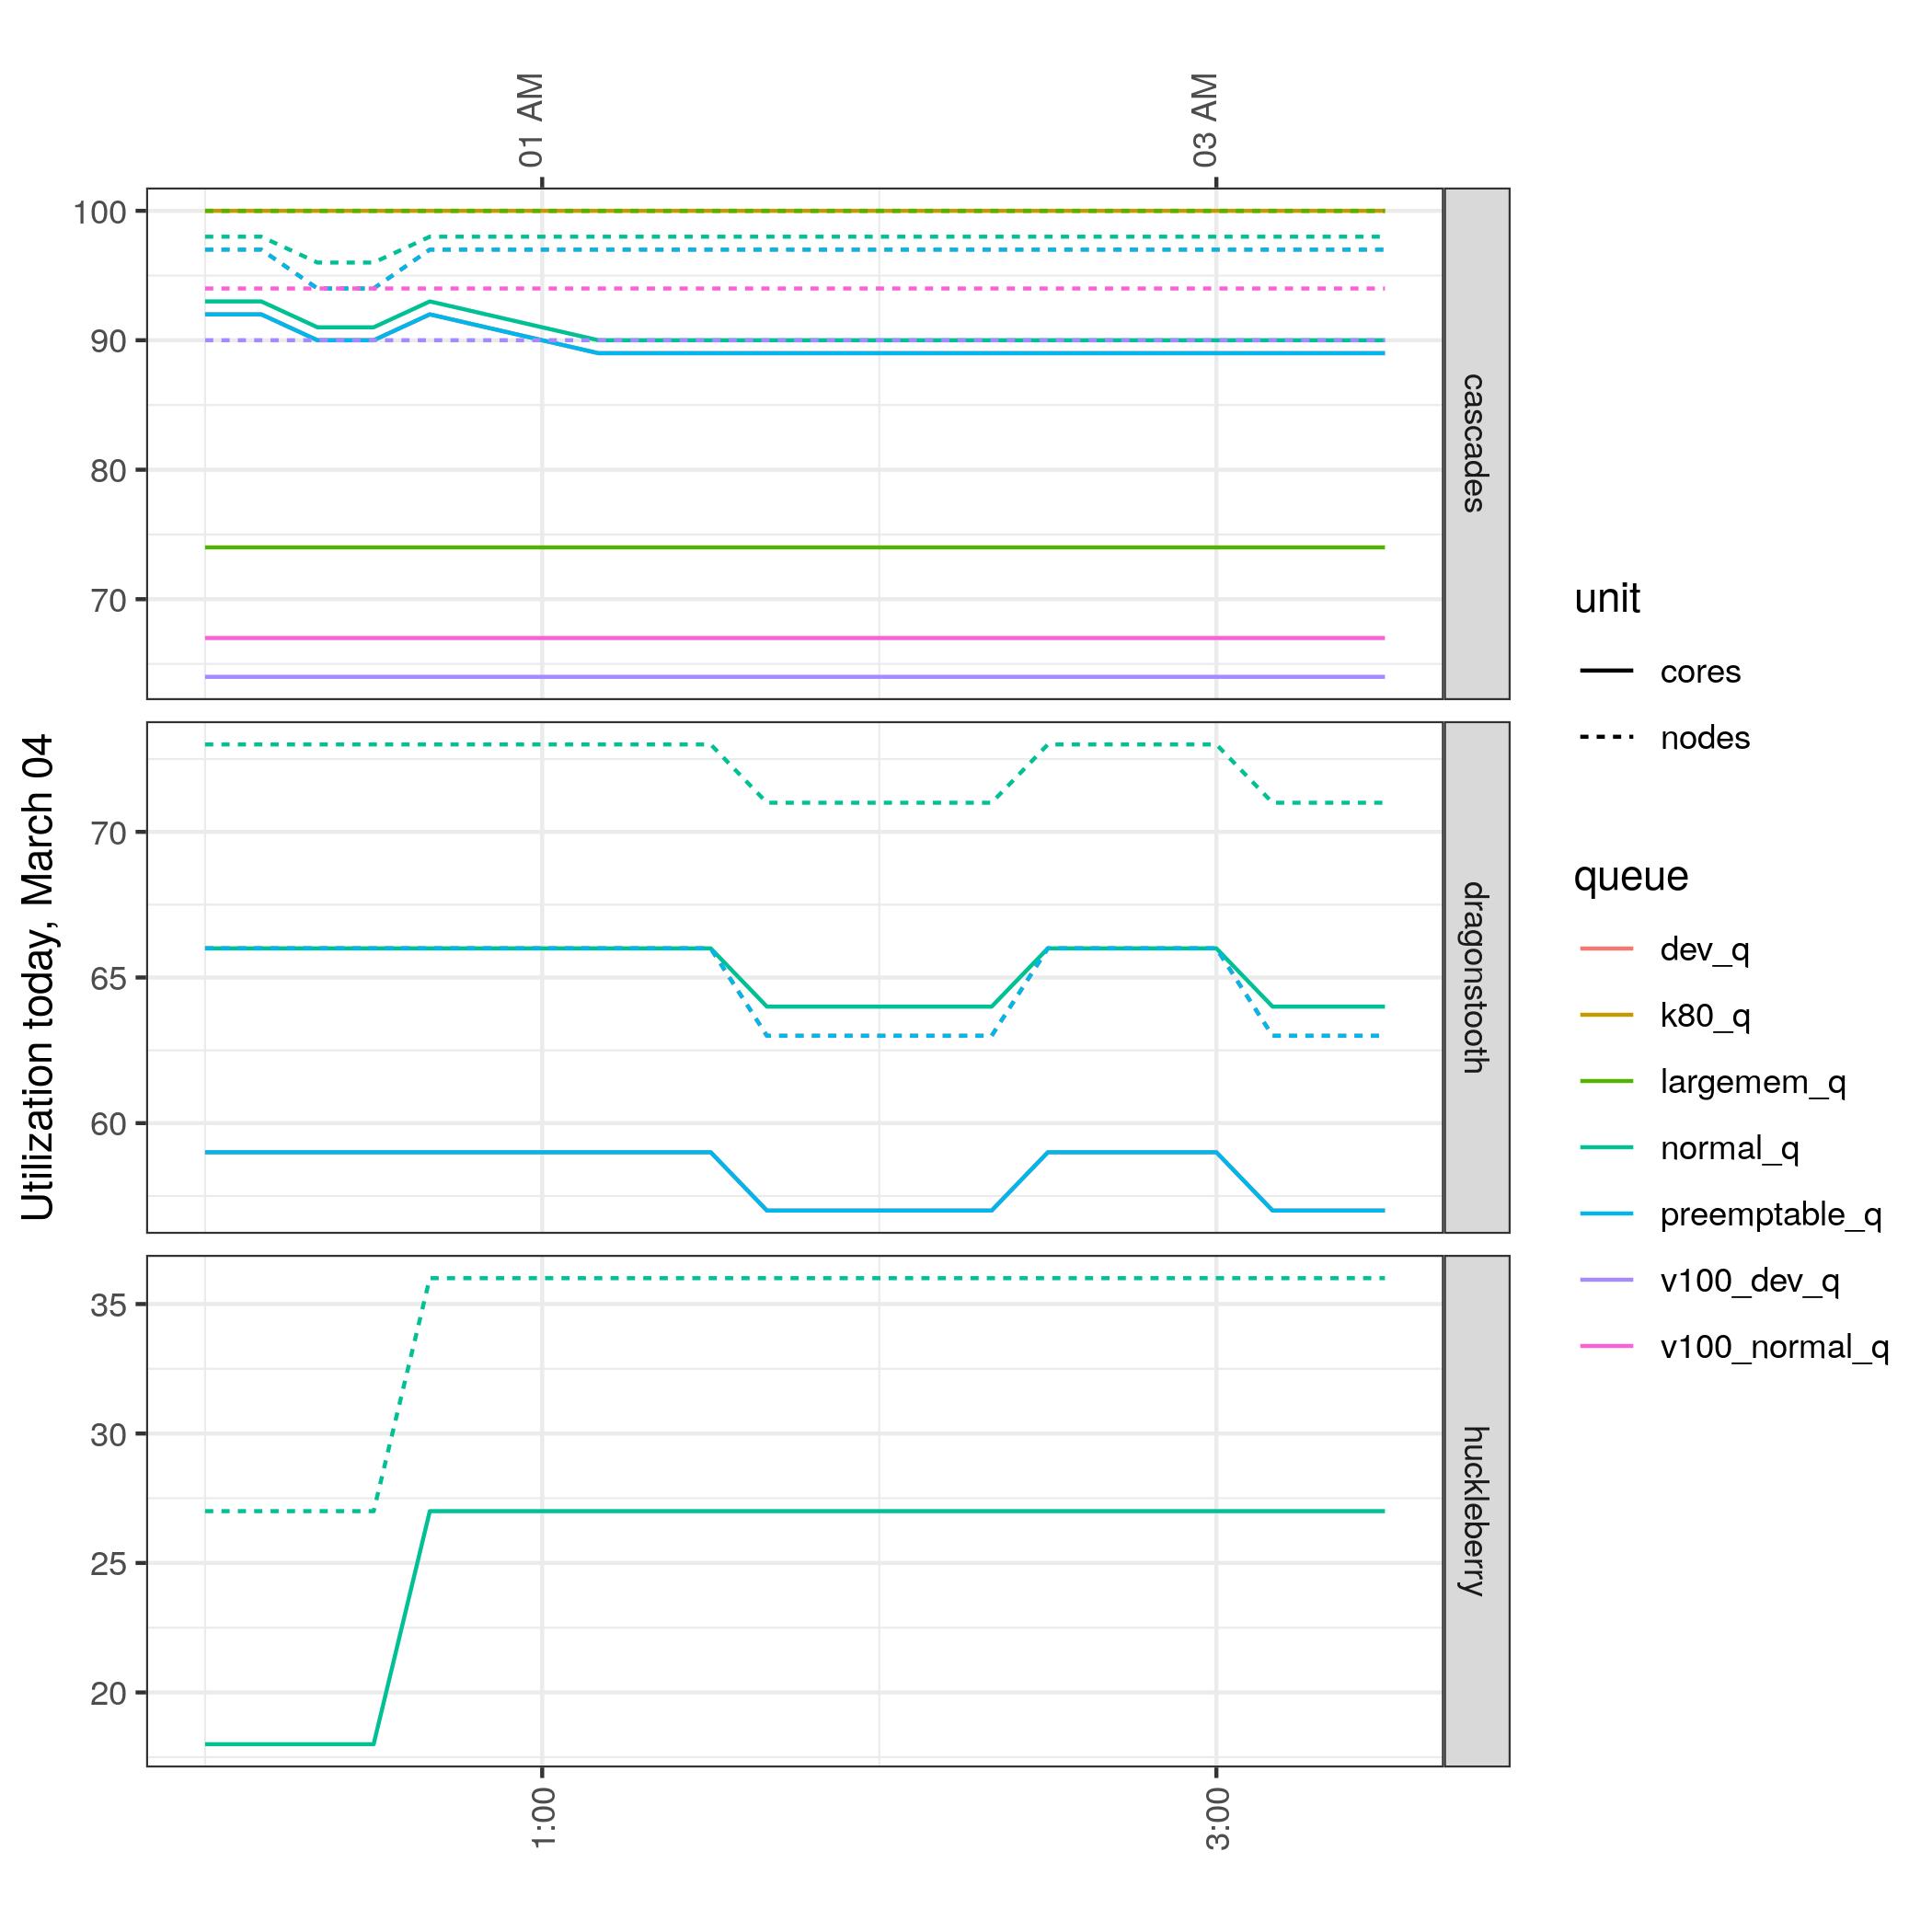 01 AM
03 AM
100
90
80
70
cascades
70
65
60
dragonstooth
35
30
25
20
huckleberry
1:00
3:00
Utilization today, March 04
unit
cores
nodes
queue
dev_q
k80_q
largemem_q
normal_q
preemptable_q
v100_dev_q
v100_normal_q